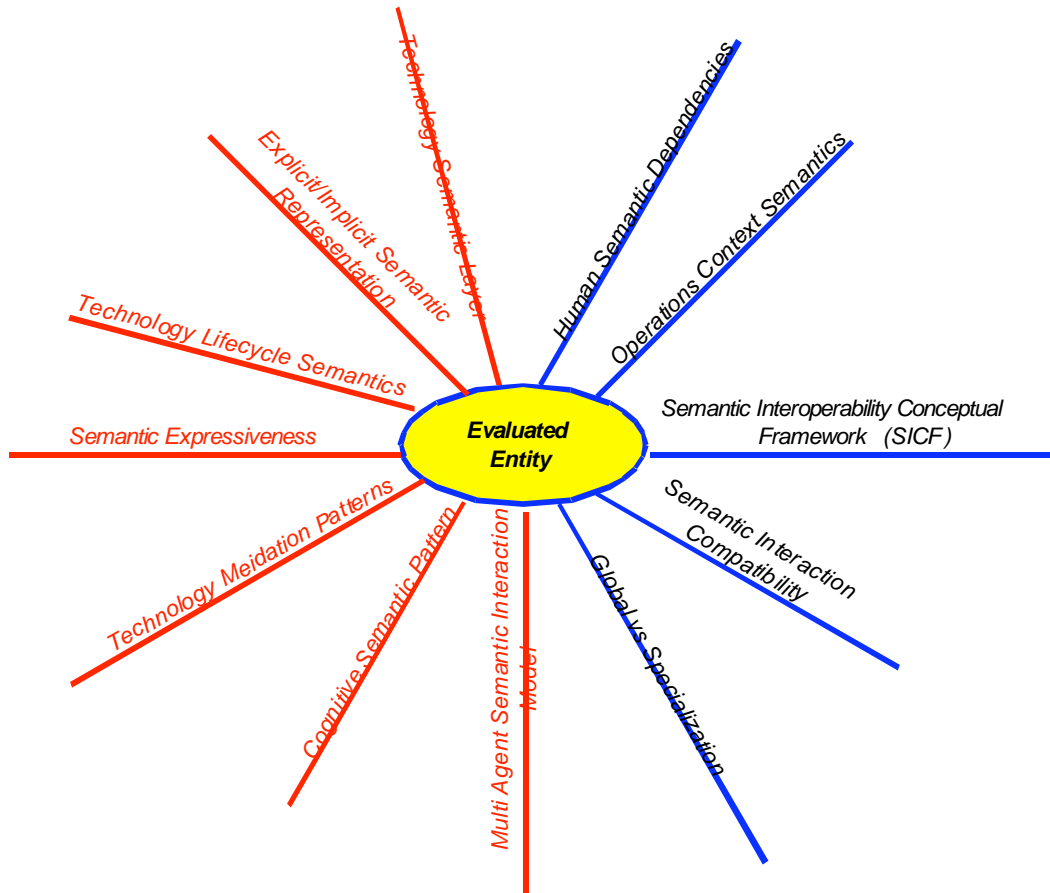 Technology Semantic Layer
Explicit/Implicit Semantic
Representation
Technology Lifecycle Semantics
Semantic Expressiveness
Technology Meidation Patterns
Cognitive Semantic Pattern
Multi Agent Semantic Interaction
Model
Evaluated
Entity
Human Semantic Dependencies
Operations Context Semantics
Semantic Interoperability Conceptual
Framework (SICF)
Semantic Interaction
Compatibility
Global vs Specialization